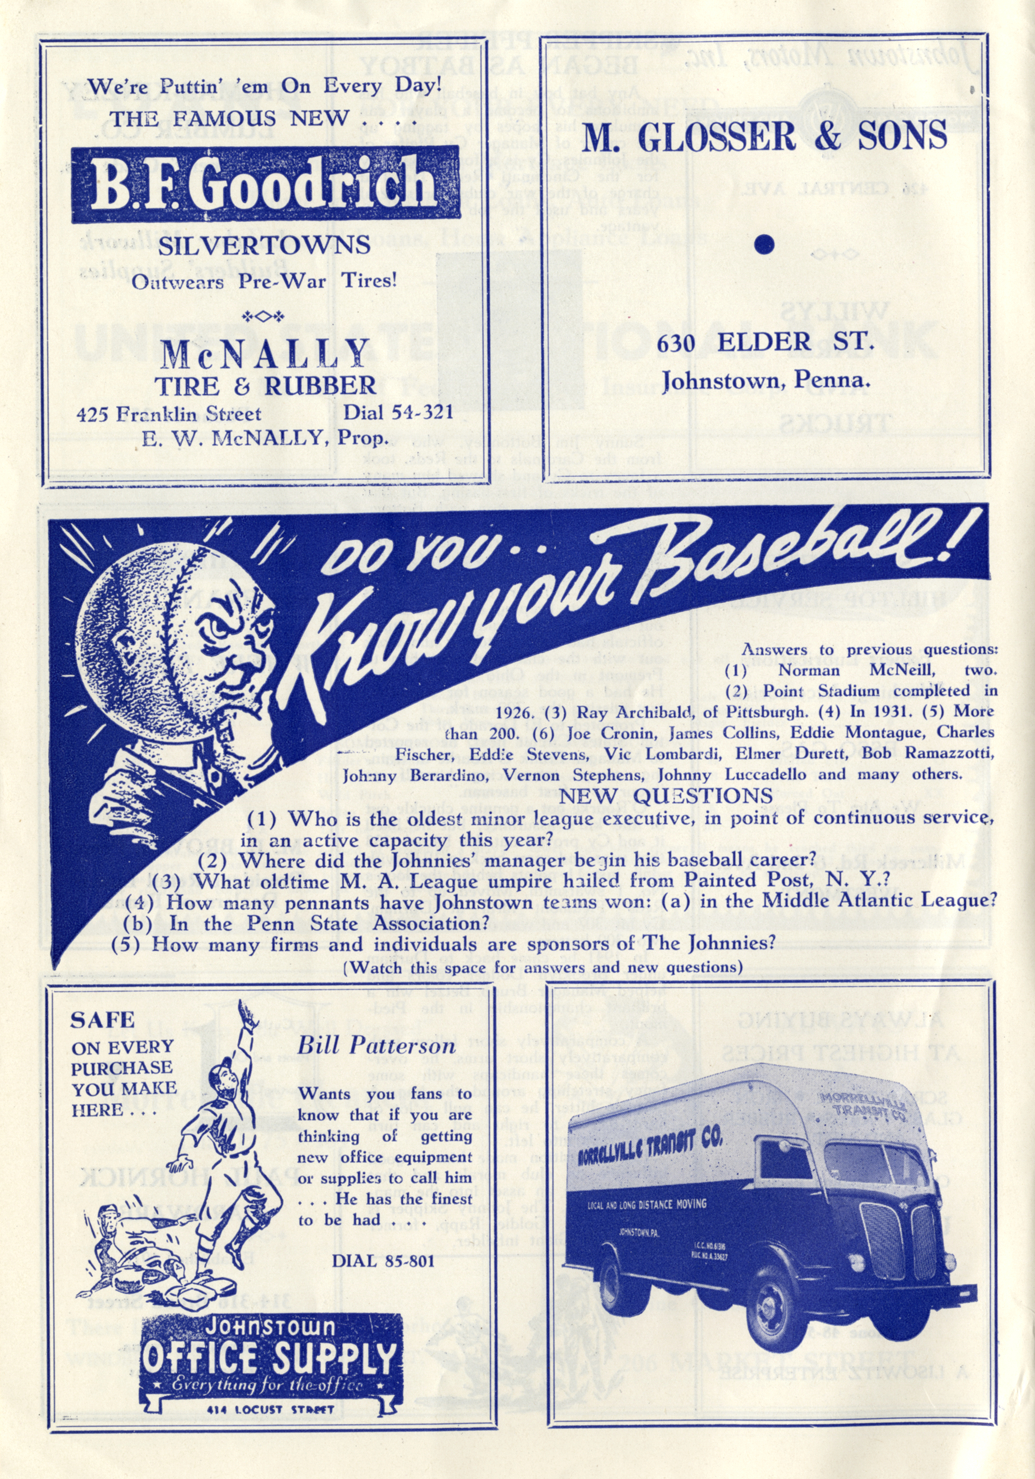 We're Puttin' 'em On Every Day!
THE FAMOUS NEW . . . .
B.F. Goodrich
SILVERTOWNS
Outwears Pre-War Tires!
McNALLY
TIRE & RUBBER
425 Franklin Street Dial 54-321
E. W. McNALLY, Prop.
M. GLOSSER & SONS
630 ELDER ST.
Johnstown, Penna.
DO YOU . .
Know your Baseball!
Answers to previous questions:
(1) Norman McNeill, two.
(2) Point Stadium completed in
1926. (3) Ray Archibald, of Pittsburgh. (4) In 1931. (5) More
than 200. (6) Joe Cronin, James Collins, Eddie Montague, Charles
Fischer, Eddie Stevens, Vic Lombardi, Elmer Durett, Bob Ramazzotti,
Johnny Berardino, Vernon Stephens, Johnny Luccadello and many others.
NEW QUESTIONS
(1) Who is the oldest minor league executive, in point of continuous service,
in an active capacity this year?
(2) Where did the Johnnies' manager begin his baseball career?
(3) What oldtime M. A. League umpire hailed from Painted Post, N. Y.?
(4) How many pennants have Johnstown teams won: (a) in the Middle Atlantic League?
(b) In the Penn State Association?
(5) How many firms and individuals are sponsors of The Johnnies?
(Watch this space for answers and new questions)
SAFE
ON EVERY
PURCHASE
YOU MAKE
HERE . . .
Bill Patterson
Wants you fans to
know that if you are
thinking of getting
new office equipment
or supplies to call him
. . . He has the finest
to be had . . .
DIAL 85-801
JOHNSTOWN
OFFICE SUPPLY
Everything for the office
414 LOCUST STREET
MORRELLVILLE
TRANSIT CO.
MORRELLVILLE TRANSIT CO.
LOCAL AND LONG DISTANCE MOVING
JOHNSTOWN, PA.